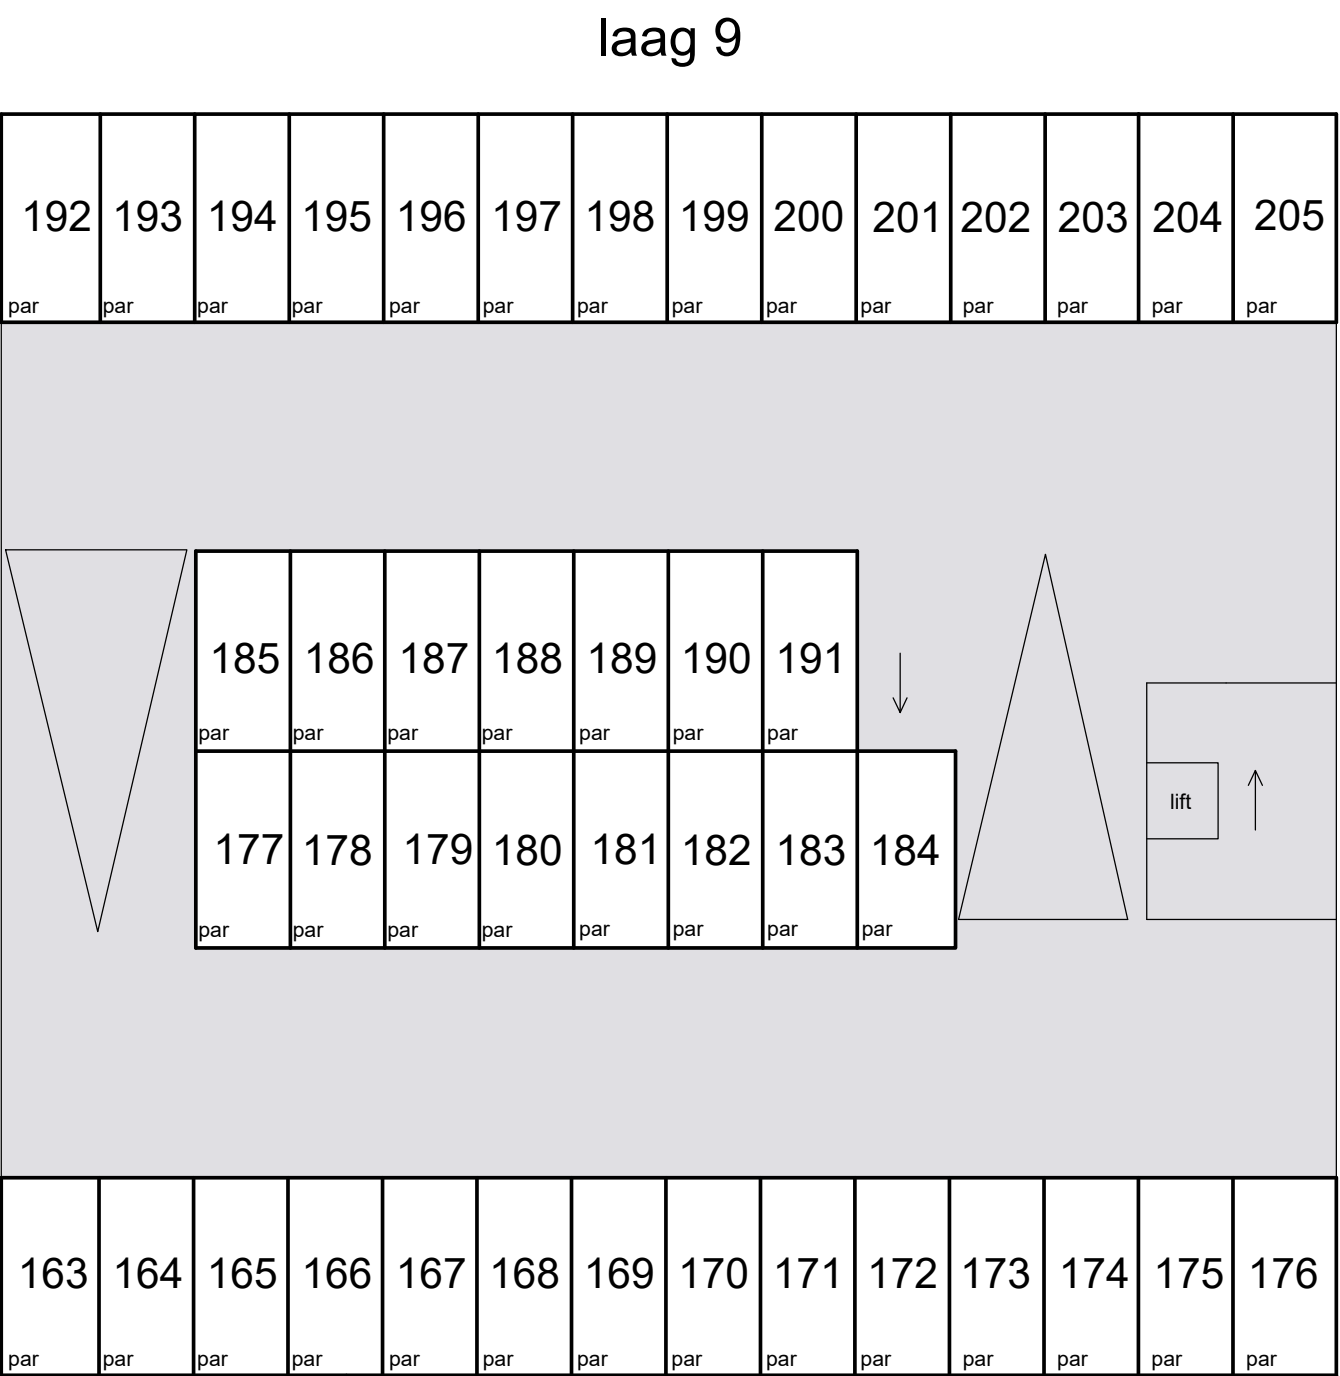 laag 9
192 193 194 195 196 197 198 199 200 201 202 203 204 205
par par par par par par par par par par par par par par
185 186 187 188 189 190 191
par par par par par par par
lift
177 178 179 180 181 182 183 184
par par par par par par par par
163 164 165 166 167 168 169 170 171 172 173 174 175 176
par par par par par par par par par par par par par par